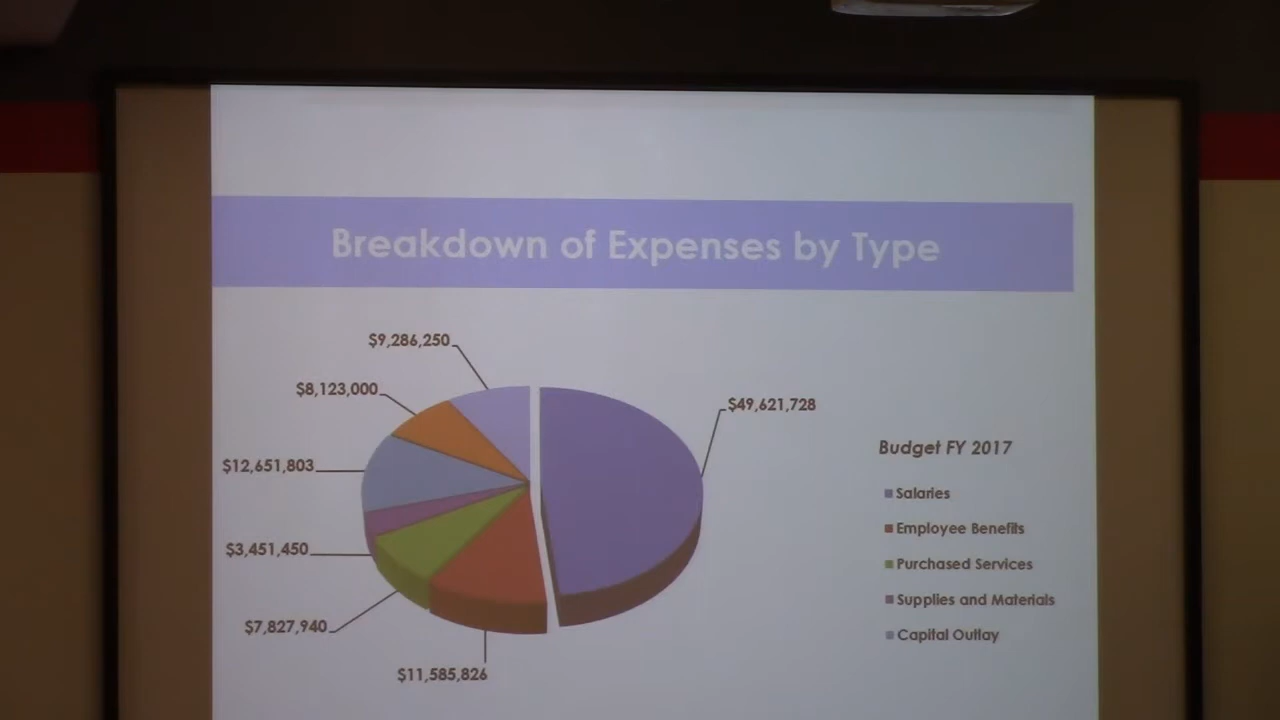 Breakdown of Expenses by Type
$9,286,250
$8,123,000
$49,621,728
$12,651,803
$3,451,450
$7,827,940
$11,585,826
Budget FY 2017
Salaries
Employee Benefits
Purchased Services
Supplies and Materials
Capital Outlay